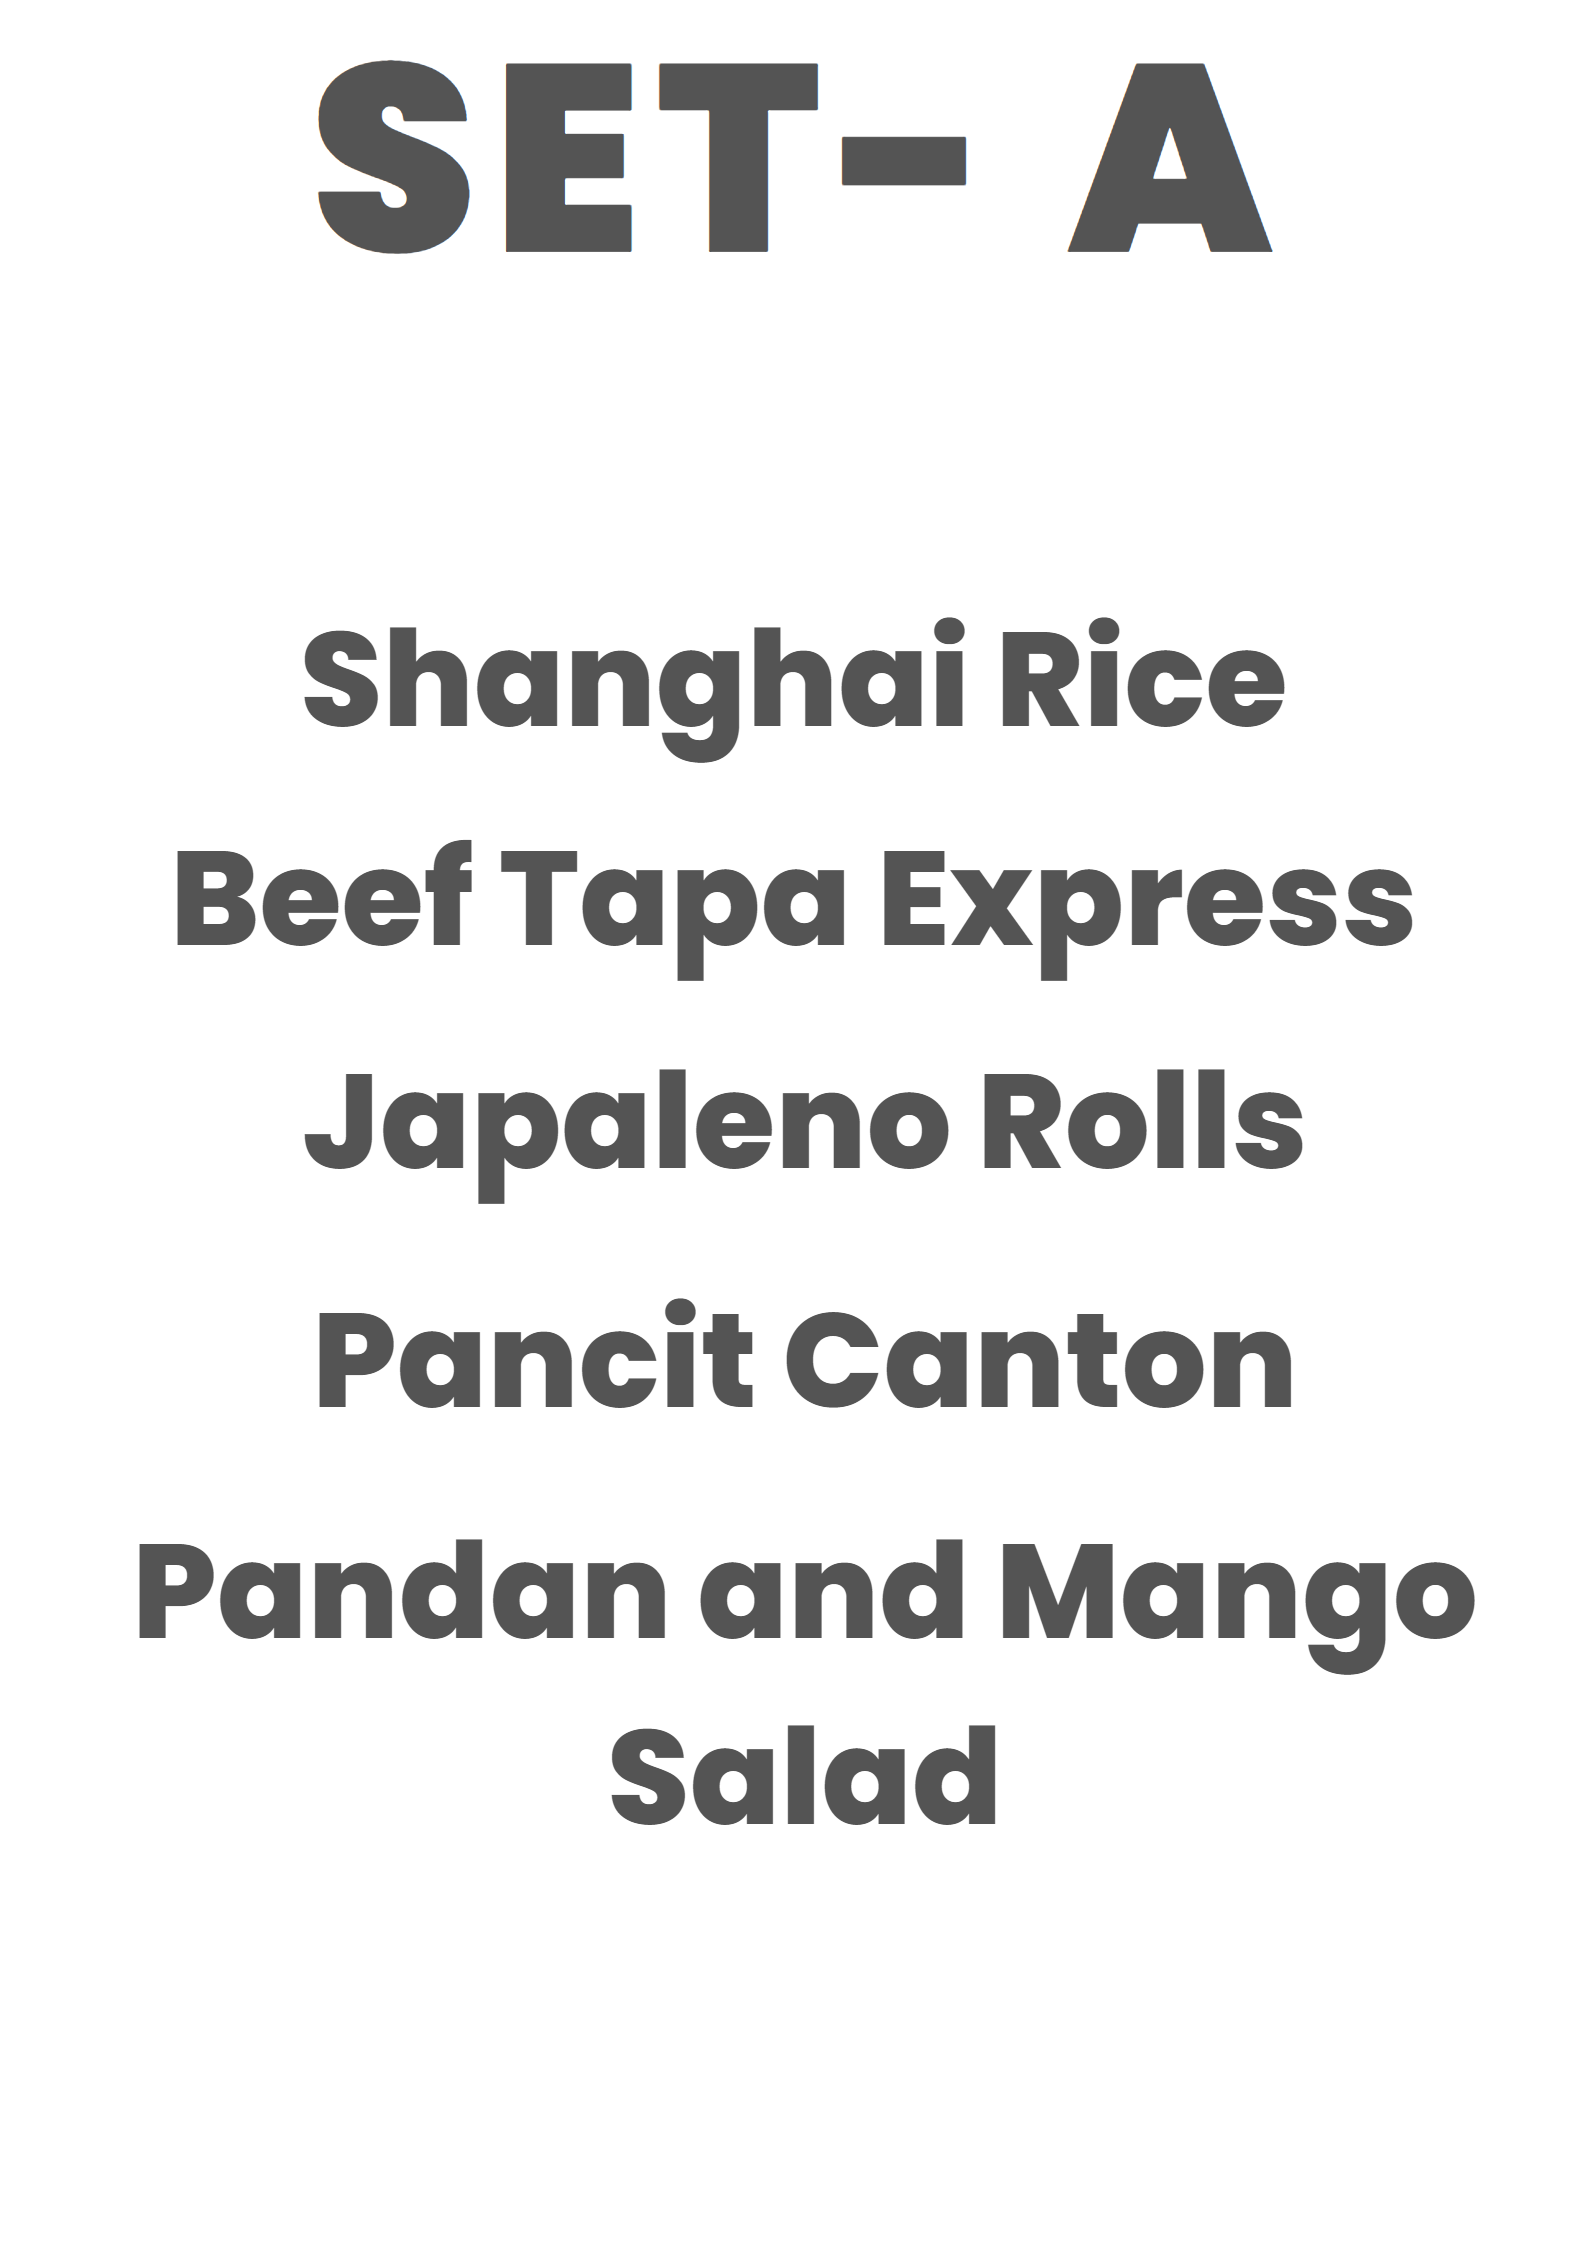 SET- A
Shanghai Rice
Beef Tapa Express
Japaleno Rolls
Pancit Canton
Pandan and Mango
Salad